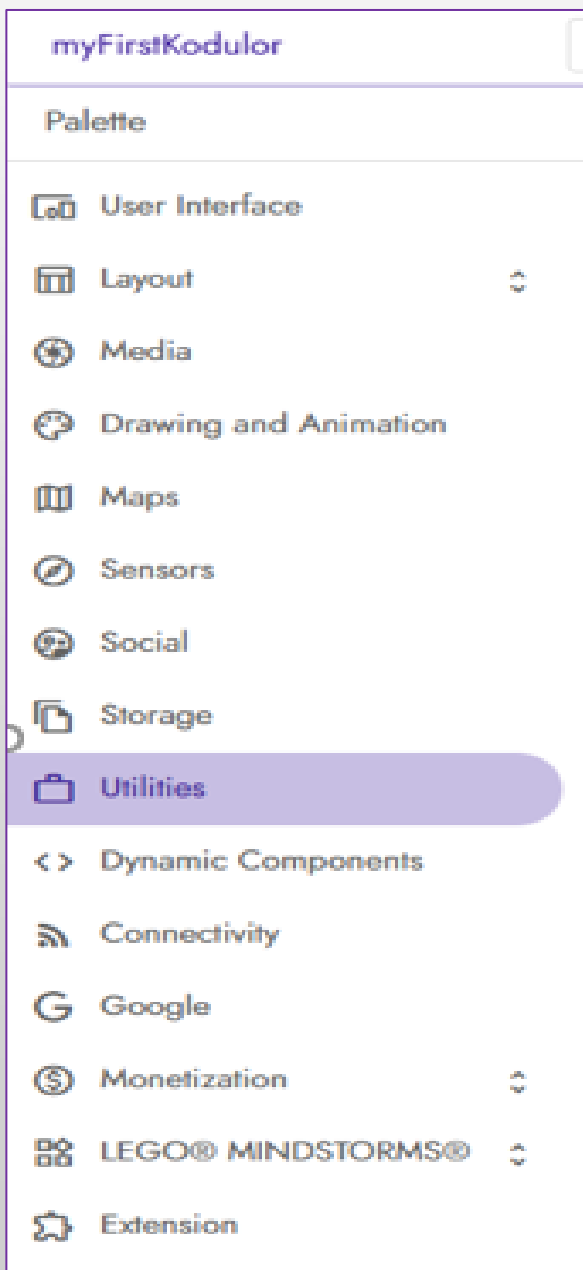 myFirstKodulor
Palette
User Interface
Layout
Media
Drawing and Animation
Maps
Sensors
Social
Storage
Utilities
Dynamic Components
Connectivity
Google
Monetization
LEGO® MINDSTORMS®
Extension